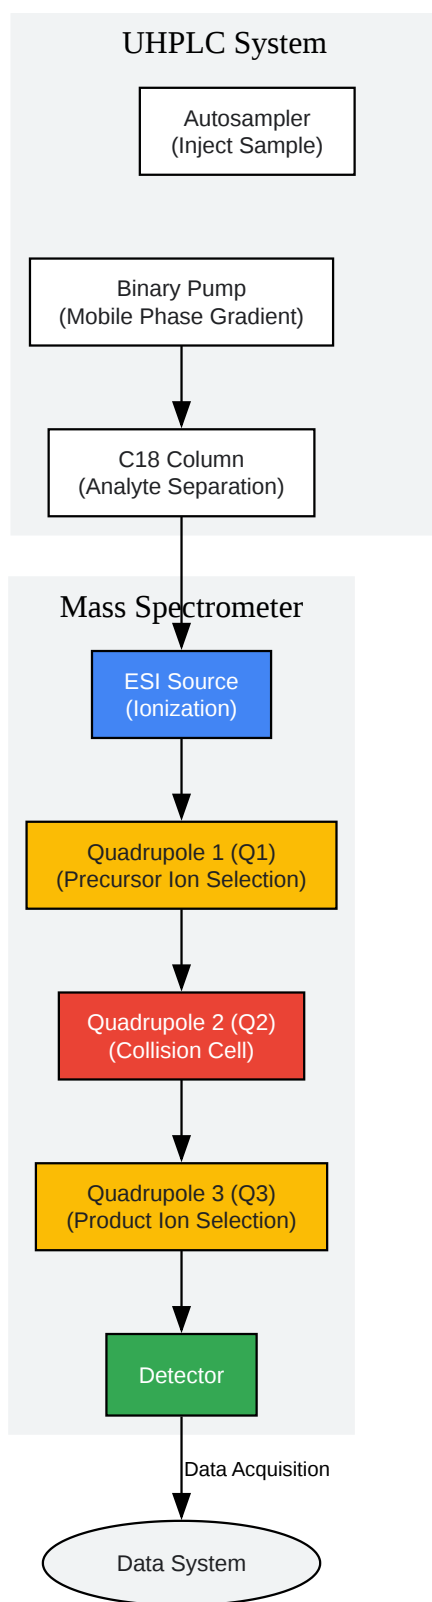 UHPLC System
Autosampler
(Inject Sample)
Binary Pump
(Mobile Phase Gradient)
C18 Column
(Analyte Separation)
Mass Spectrometer
ESI Source
(Ionization)
Quadrupole 1 (Q1)
(Precursor Ion Selection)
Quadrupole 2 (Q2)
(Collision Cell)
Quadrupole 3 (Q3)
(Product Ion Selection)
Detector
Data Acquisition
Data System